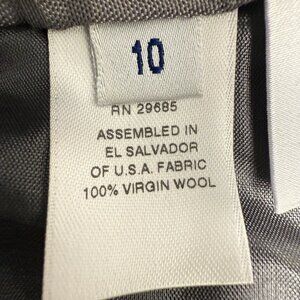 10
RN 29685
ASSEMBLED IN
EL SALVADOR
OF U.S.A. FABRIC
100% VIRGIN WOOL